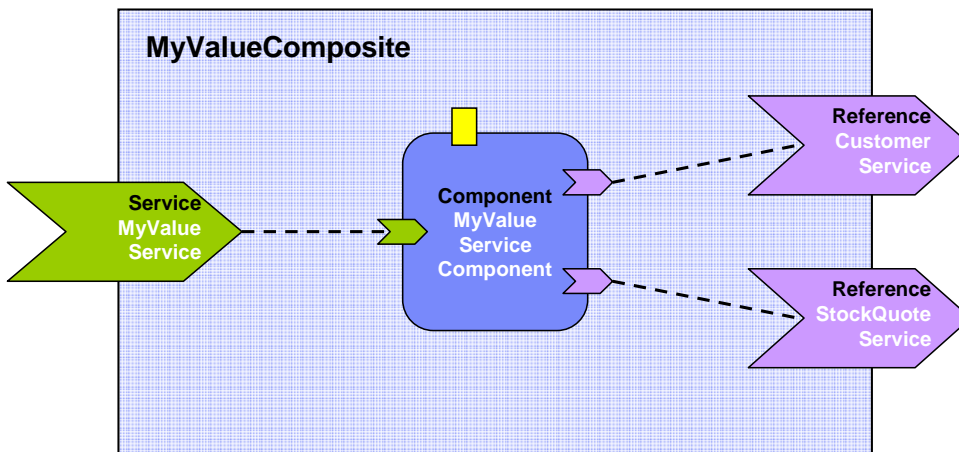 MyValueComposite
Service
MyValue
Service
Component
MyValue
Service
Component
Reference
Customer
Service
Reference
StockQuote
Service